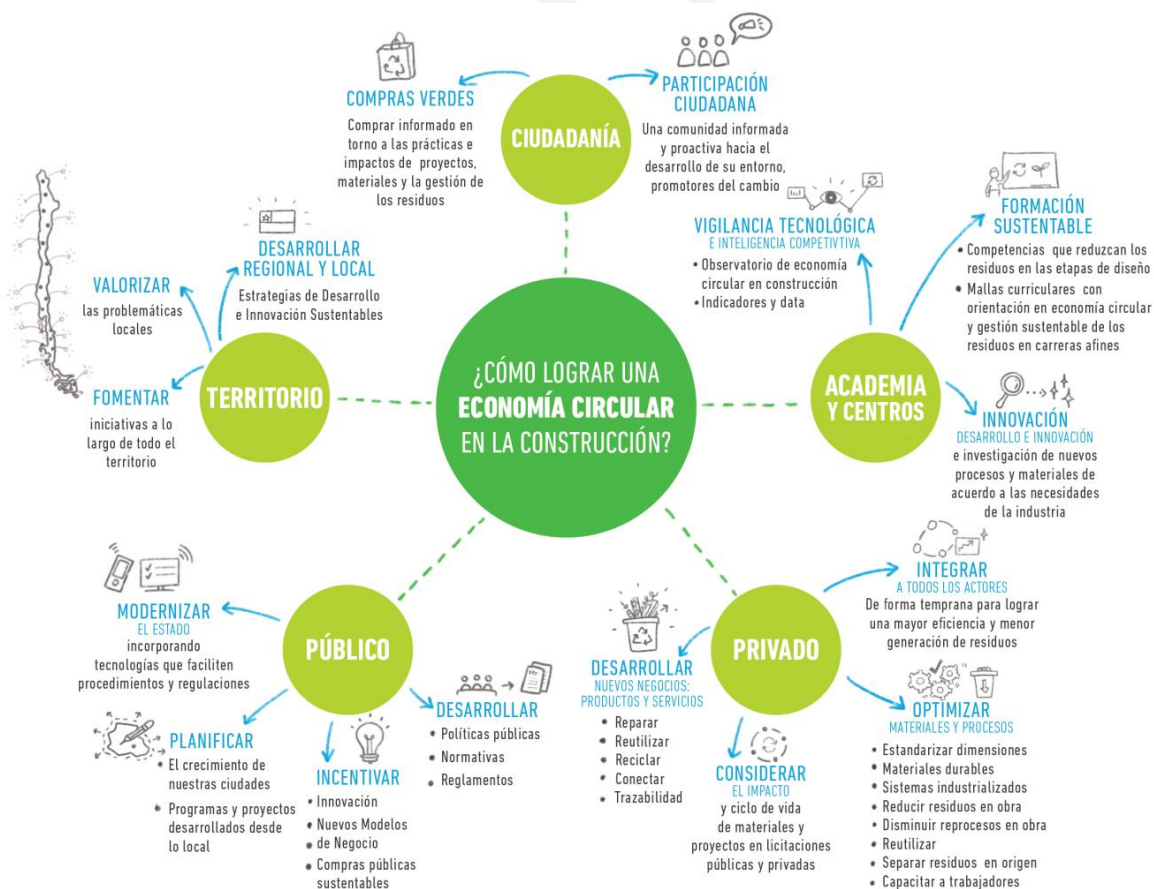 ¿CÓMO LOGRAR UNA
ECONOMÍA CIRCULAR
EN LA CONSTRUCCIÓN?
CIUDADANÍA
COMPRAS VERDES
Comprar informado en
torno a las prácticas e
impactos de proyectos,
materiales y la gestión de
los residuos
PARTICIPACIÓN
CIUDADANA
Una comunidad informada
y proactiva hacia el
desarrollo de su entorno,
promotores del cambio
ACADEMIA
Y CENTROS
VIGILANCIA TECNOLÓGICA
E INTELIGENCIA COMPETIVTIVA
• Observatorio de economía
circular en construcción
• Indicadores y data
FORMACIÓN
SUSTENTABLE
• Competencias que reduzcan los
residuos en las etapas de diseño
• Mallas curriculares con
orientación en economía circular
y gestión sustentable de los
residuos en carreras afines
INNOVACIÓN
DESARROLLO E INNOVACIÓN
e investigación de nuevos
procesos y materiales de
acuerdo a las necesidades
de la industria
PRIVADO
INTEGRAR
A TODOS LOS ACTORES
De forma temprana para lograr
una mayor eficiencia y menor
generación de residuos
OPTIMIZAR
MATERIALES Y PROCESOS
• Estandarizar dimensiones
• Materiales durables
• Sistemas industrializados
• Reducir residuos en obra
• Disminuir reprocesos en obra
• Reutilizar
• Separar residuos en origen
• Capacitar a trabajadores
CONSIDERAR
EL IMPACTO
y ciclo de vida
de materiales y
proyectos en licitaciones
públicas y privadas
DESARROLLAR
NUEVOS NEGOCIOS:
PRODUCTOS Y SERVICIOS
• Reparar
• Reutilizar
• Reciclar
• Conectar
• Trazabilidad
PÚBLICO
DESARROLLAR
• Políticas públicas
• Normativas
• Reglamentos
INCENTIVAR
• Innovación
• Nuevos Modelos
• de Negocio
• Compras públicas
sustentables
PLANIFICAR
• El crecimiento de
nuestras ciudades
• Programas y proyectos
desarrollados desde
lo local
MODERNIZAR
EL ESTADO
incorporando
tecnologías que faciliten
procedimientos y regulaciones
TERRITORIO
FOMENTAR
iniciativas a lo
largo de todo el
territorio
VALORIZAR
las problemáticas
locales
DESARROLLAR
REGIONAL Y LOCAL
Estrategias de Desarrollo
e Innovación Sustentables